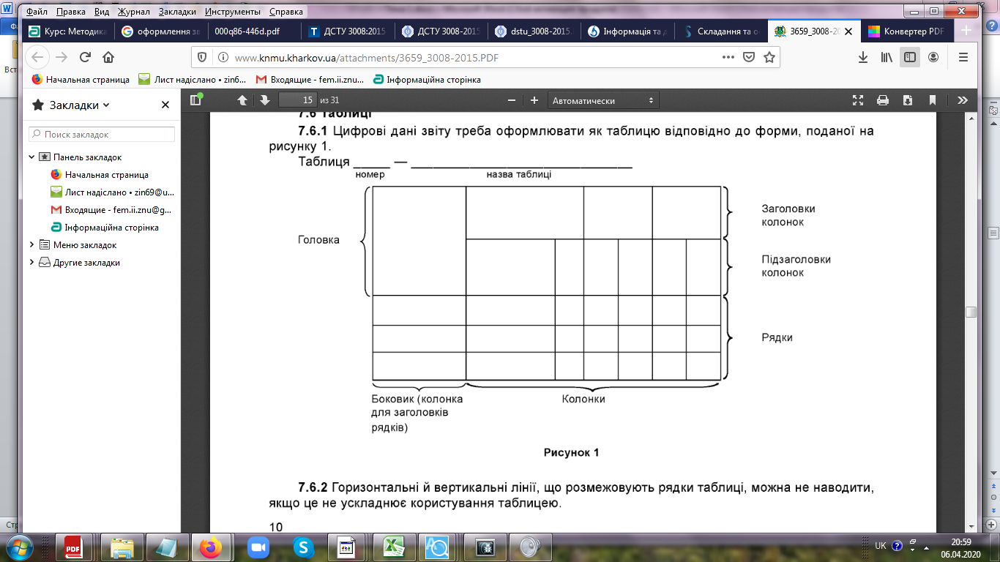 Файл Правка Вид Журнал Закладки Инструменты Справка
Курс: Методика
оформлення зв
000q86-446d.pdf
ДСТУ 3008:2015
ДСТУ 3008-2015
dstu_3008-2015.
Інформація та д
Складання та о
3659_3008-20
Конвертер PDF
www.knmu.kharkov.ua/attachments/3659_3008-2015.PDF
Начальная страница
Лист надіслано • zin6...
Входящие - fem.ii.znu...
Інформаційна сторінка
Закладки
15 из 31
Автоматически
Поиск закладок
Панель закладок
Начальная страница
Лист надіслано • zin69@u...
Входящие - fem.ii.znu@g...
Інформаційна сторінка
Меню закладок
Другие закладки
7.6 Таблиці
7.6.1 Цифрові дані звіту треба оформлювати як таблицю відповідно до форми, поданої на
рисунку 1.
Таблиця _____ — ______________________________
номер назва таблиці
Головка
Заголовки
колонок
Підзаголовки
колонок
Рядки
Боковик (колонка
для заголовків
рядків)
Колонки
Рисунок 1
7.6.2 Горизонтальні й вертикальні лінії, що розмежовують рядки таблиці, можна не наводити,
якщо це не ускладнює користування таблицею.
10
PDF
UK
20:59
06.04.2020